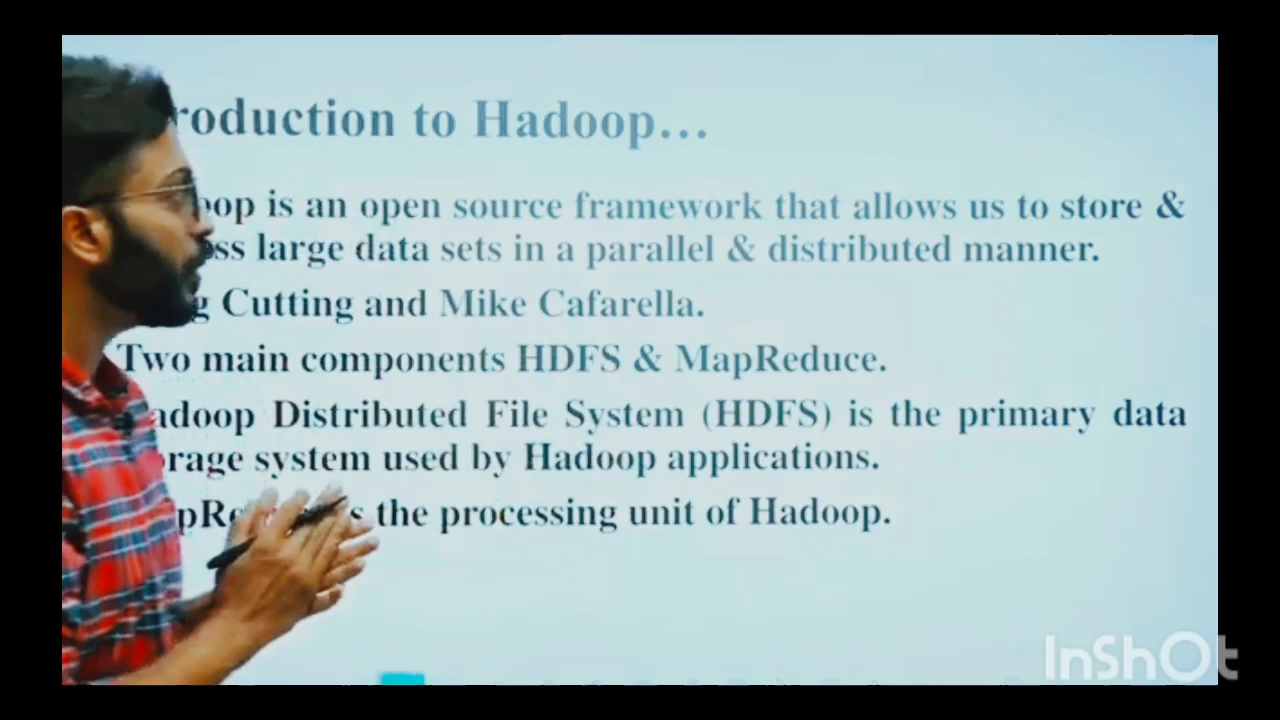 roduction to Hadoop...
oop is an open source framework that allows us to store &
ss large data sets in a parallel & distributed manner.
g Cutting and Mike Cafarella.
Two main components HDFS & MapReduce.
adoop Distributed File System (HDFS) is the primary data
rage system used by Hadoop applications.
pRe s the processing unit of Hadoop.
InShOt